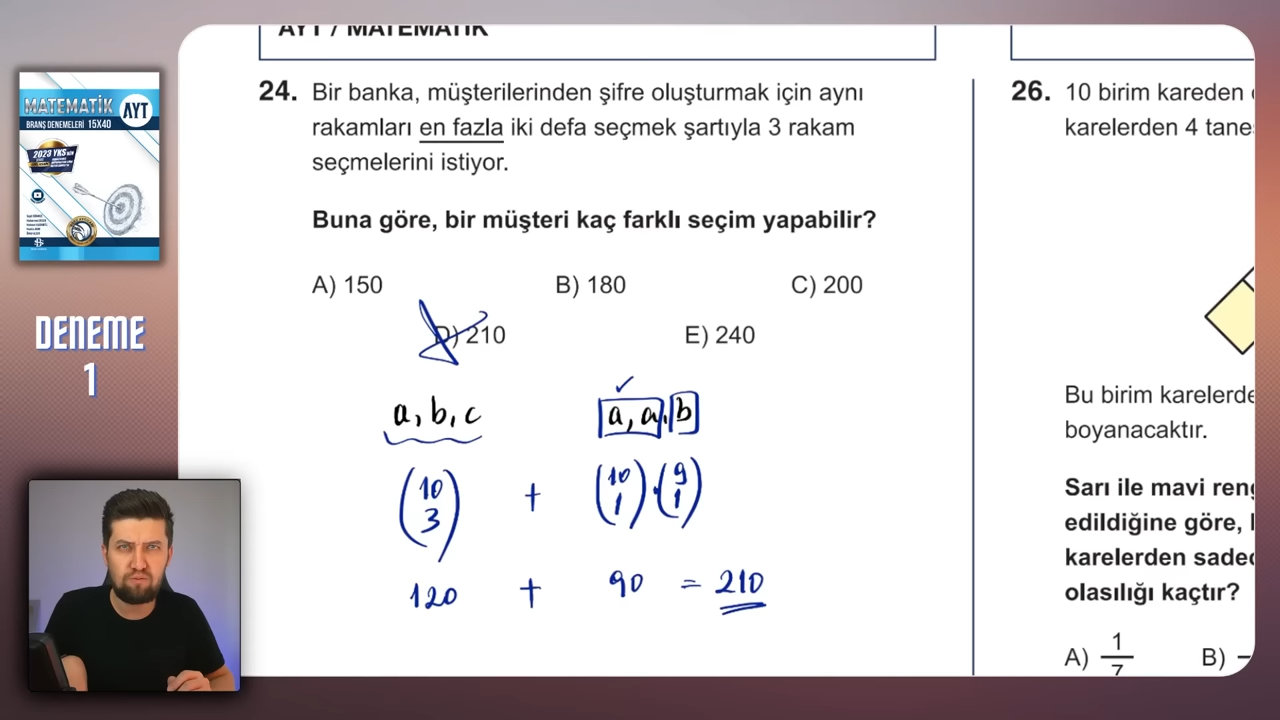 AYT / MATEMATİK
MATEMATİK AYT
BRANŞ DENEMELERİ 15X40
DENEME
1
24. Bir banka, müşterilerinden şifre oluşturmak için aynı
rakamları en fazla iki defa seçmek şartıyla 3 rakam
seçmelerini istiyor.
Buna göre, bir müşteri kaç farklı seçim yapabilir?
A) 150 B) 180 C) 200
D) 210 E) 240
a, b, c a, a, b
(10 3) + (10 1) . (9 1)
120 + 90 = 210
26. 10 birim kareden
karelerden 4 tane
Bu birim karelerde
boyanacaktır.
Sarı ile mavi ren
edildiğine göre,
karelerden sadec
olasılığı kaçtır?
A) 1/7 B)